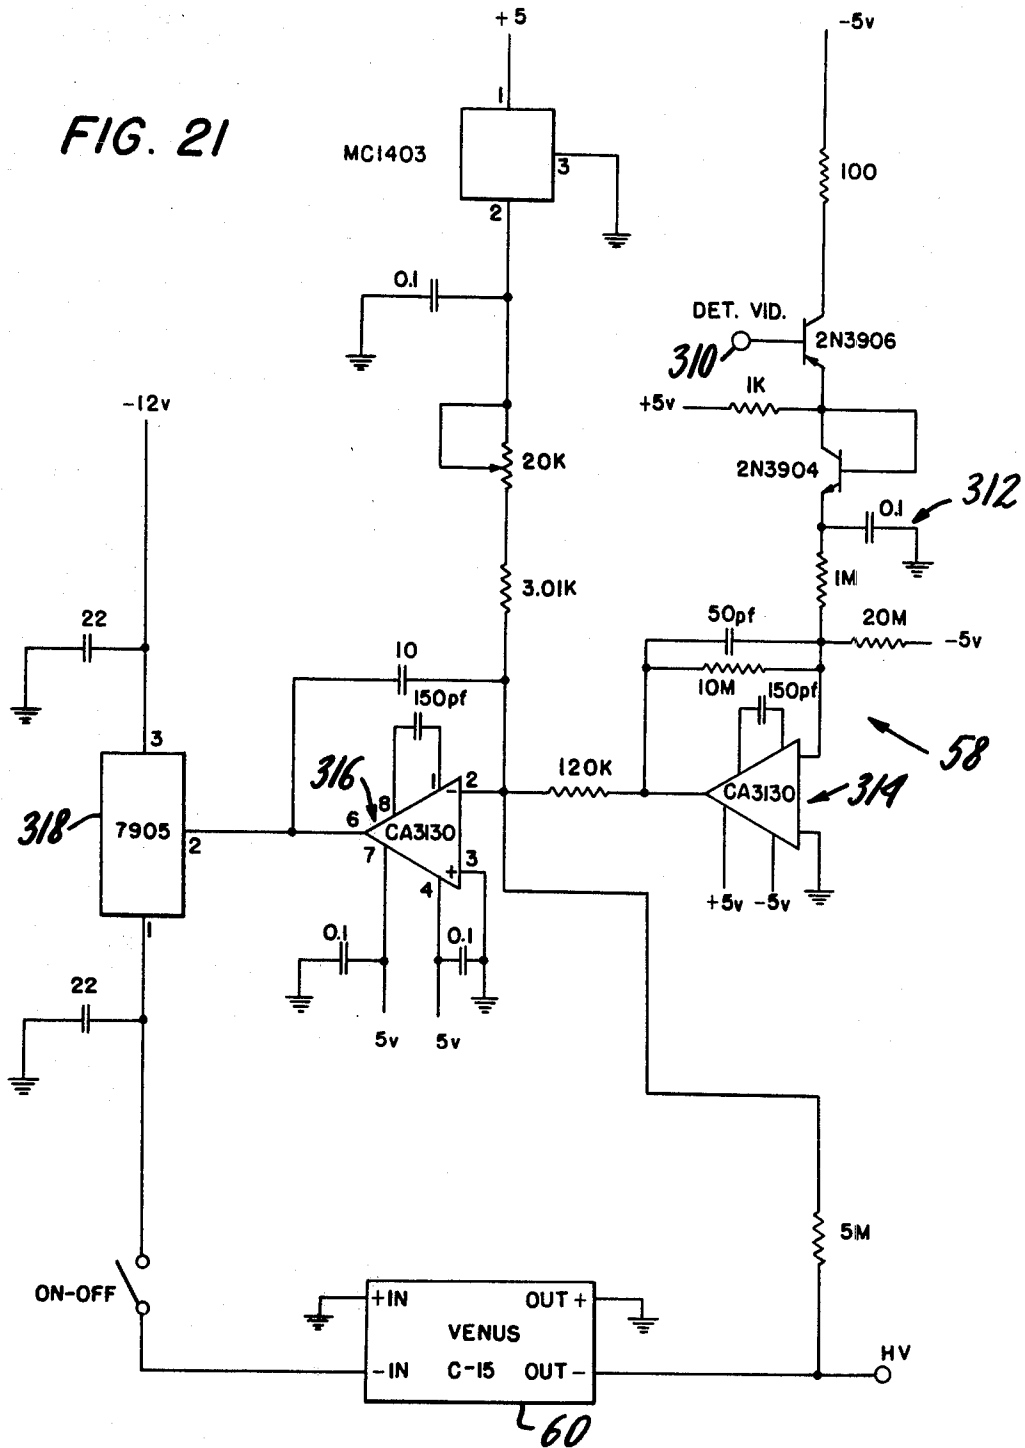 +5
-5v
FIG. 21
1
MC1403
3
2
100
0.1
DET. VID.
310
2N3906
1K
+5v
-12v
20K
2N3904
0.1
312
3.01K
1M
22
50pf
20M
-5v
10
10M
150pf
150pf
58
3
120K
316
1
2
-
8
CA3130
314
318
7905
2
6
CA3130
7
3
+
4
+5v
-5v
1
0.1
0.1
22
5v
5v
5M
ON-OFF
+IN
OUT+
VENUS
HV
-IN
C-15
OUT-
60